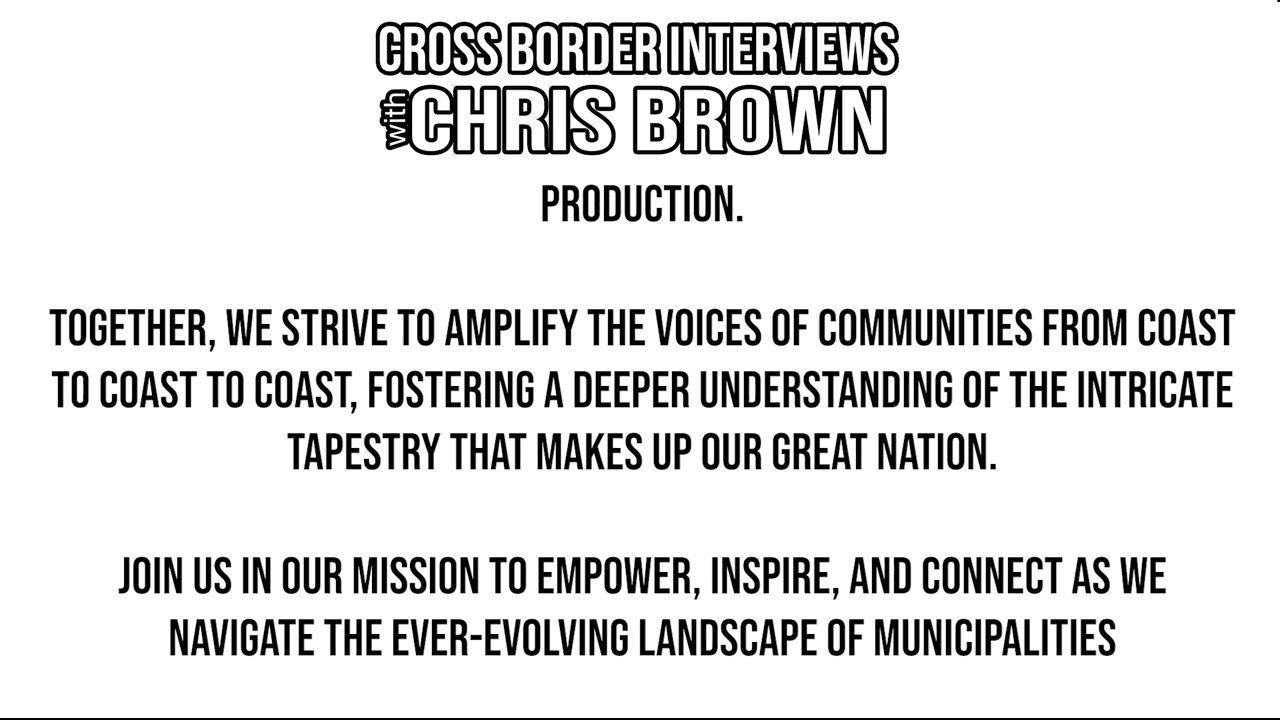 CROSS BORDER INTERVIEWS
with CHRIS BROWN
PRODUCTION.
TOGETHER, WE STRIVE TO AMPLIFY THE VOICES OF COMMUNITIES FROM COAST
TO COAST TO COAST, FOSTERING A DEEPER UNDERSTANDING OF THE INTRICATE
TAPESTRY THAT MAKES UP OUR GREAT NATION.
JOIN US IN OUR MISSION TO EMPOWER, INSPIRE, AND CONNECT AS WE
NAVIGATE THE EVER-EVOLVING LANDSCAPE OF MUNICIPALITIES